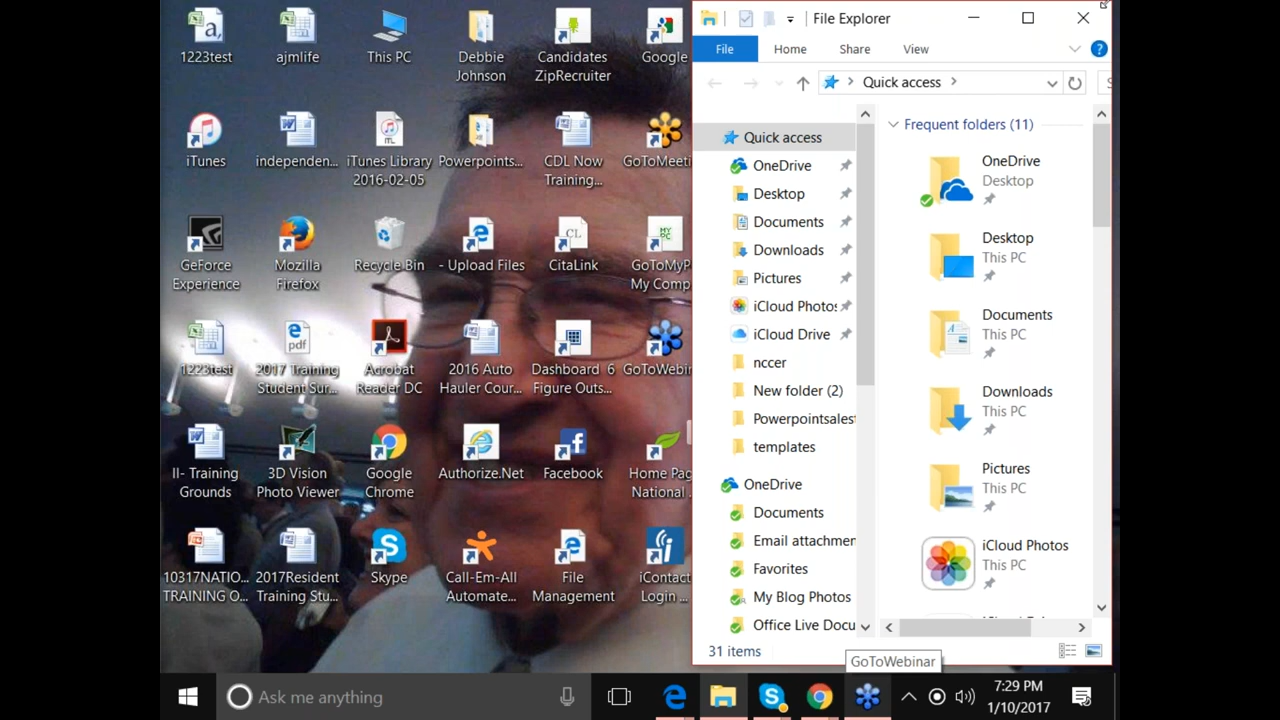 1223test
ajmlife
This PC
Debbie
Johnson
Candidates
ZipRecruiter
Google
iTunes
independen...
iTunes Library
2016-02-05
Powerpoints...
CDL Now
Training...
GoToMeeti
GeForce
Experience
Mozilla
Firefox
Recycle Bin
- Upload Files
CitaLink
GoToMyP
My Comp
1223test
2017 Training
Student Sur...
Acrobat
Reader DC
2016 Auto
Hauler Cour...
Dashboard 6
Figure Outs...
GoToWebir
II- Training
Grounds
3D Vision
Photo Viewer
Google
Chrome
Authorize.Net
Facebook
Home Pag
National ..
10317NATIO...
TRAINING O...
2017Resident
Training Stu...
Skype
Call-Em-All
Automate...
File
Management
iContact
Login ...
File Explorer
File
Home
Share
View
Quick access
Quick access
OneDrive
Desktop
Documents
Downloads
Pictures
iCloud Photos
iCloud Drive
nccer
New folder (2)
Powerpointsalest
templates
OneDrive
Documents
Email attachmen
Favorites
My Blog Photos
Office Live Docu
Frequent folders (11)
OneDrive
Desktop
Desktop
This PC
Documents
This PC
Downloads
This PC
Pictures
This PC
iCloud Photos
This PC
31 items
GoToWebinar
Ask me anything
7:29 PM
1/10/2017